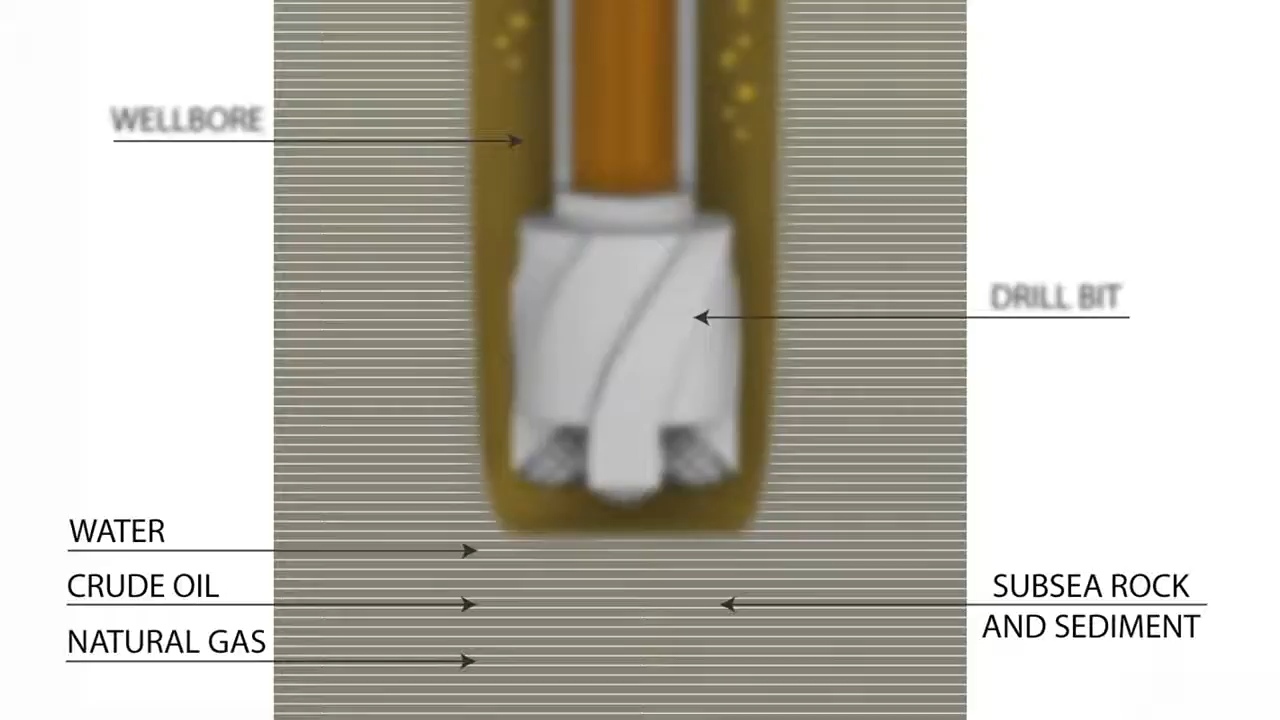 WELLBORE
DRILL BIT
WATER
CRUDE OIL
NATURAL GAS
SUBSEA ROCK
AND SEDIMENT